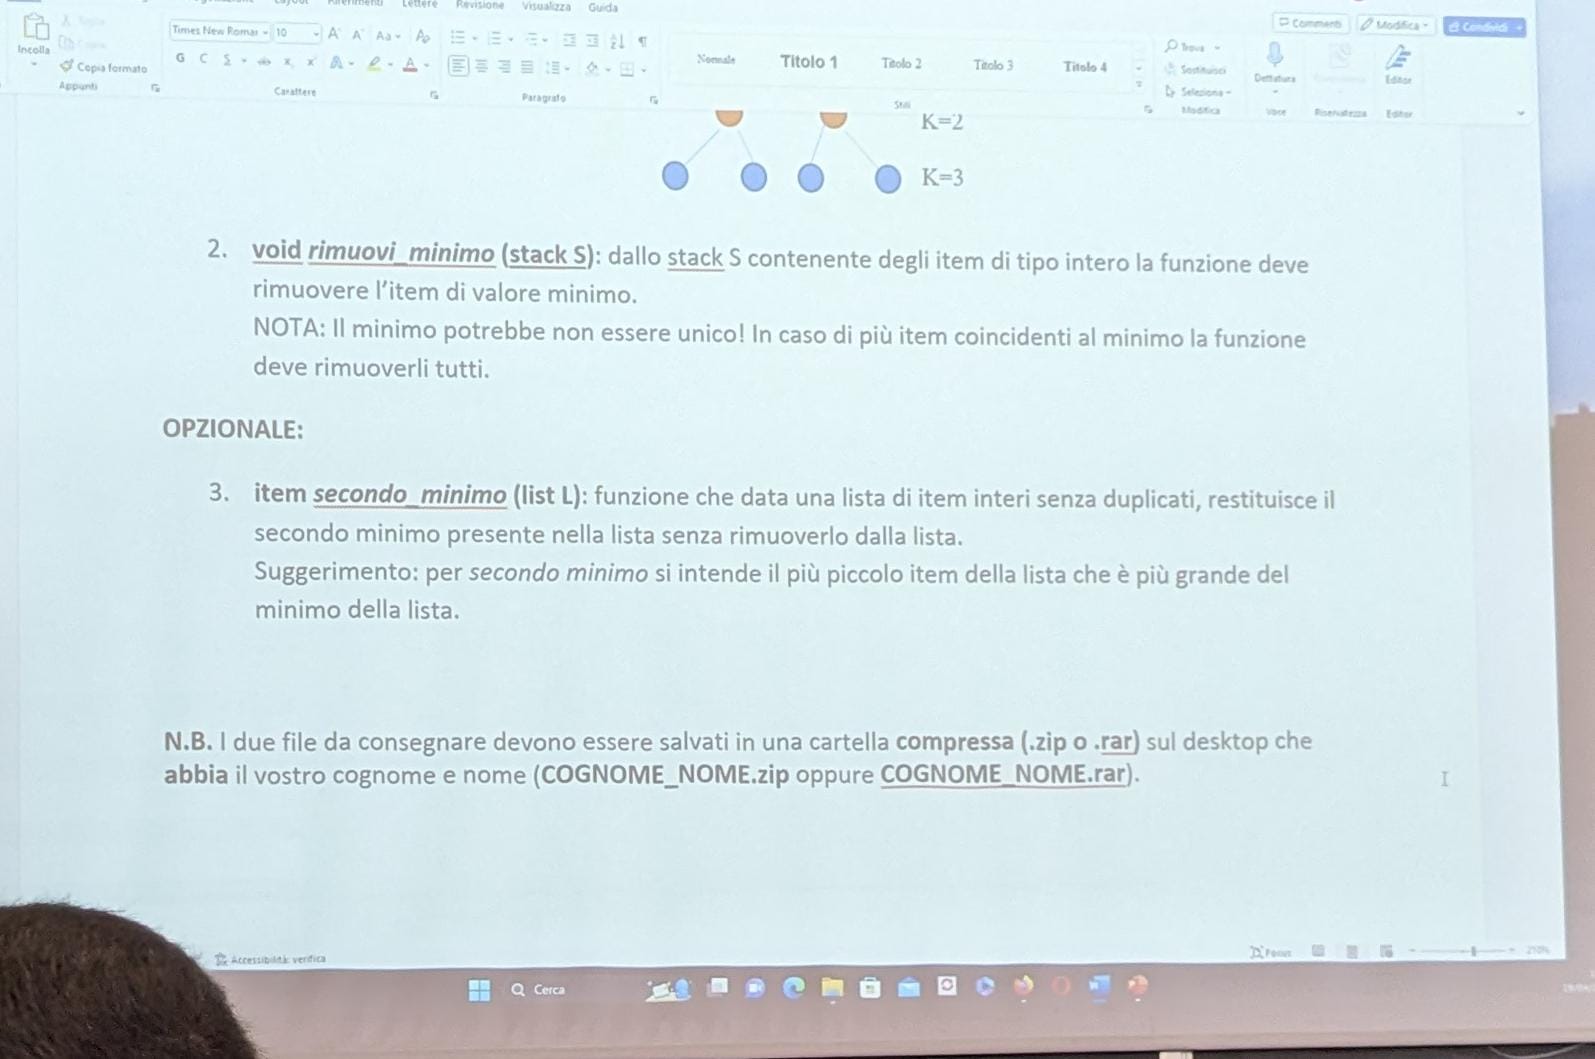 Layout
Riferimenti
Lettere
Revisione
Visualizza
Guida
Commenti
Modifica
Condividi
Incolla
Copia formato
Appunti
Times New Roman
10
G C S
Carattere
Paragrafo
Normale
Titolo 1
Titolo 2
Titolo 3
Titolo 4
Stili
Trova
Sostituisci
Seleziona
Modifica
Dettatura
Voce
Riservatezza
Editor
Editor
K=2
K=3
2. void rimuovi_minimo (stack S): dallo stack S contenente degli item di tipo intero la funzione deve
rimuovere l’item di valore minimo.
NOTA: Il minimo potrebbe non essere unico! In caso di più item coincidenti al minimo la funzione
deve rimuoverli tutti.
OPZIONALE:
3. item secondo_minimo (list L): funzione che data una lista di item interi senza duplicati, restituisce il
secondo minimo presente nella lista senza rimuoverlo dalla lista.
Suggerimento: per secondo minimo si intende il più piccolo item della lista che è più grande del
minimo della lista.
N.B. I due file da consegnare devono essere salvati in una cartella compressa (.zip o .rar) sul desktop che
abbia il vostro cognome e nome (COGNOME_NOME.zip oppure COGNOME_NOME.rar).
Accessibilità: verifica
Focus
210%
Cerca